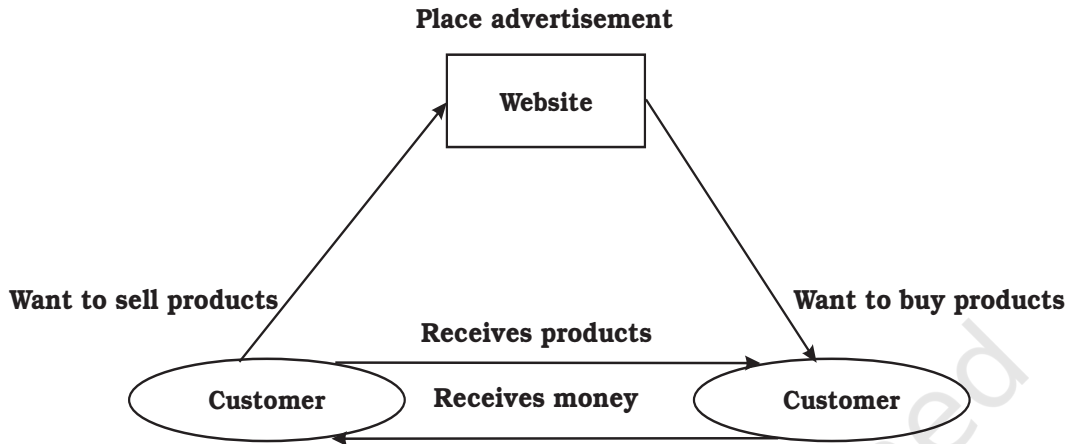 Place advertisement
Website
Want to sell products
Want to buy products
Receives products
Customer
Receives money
Customer